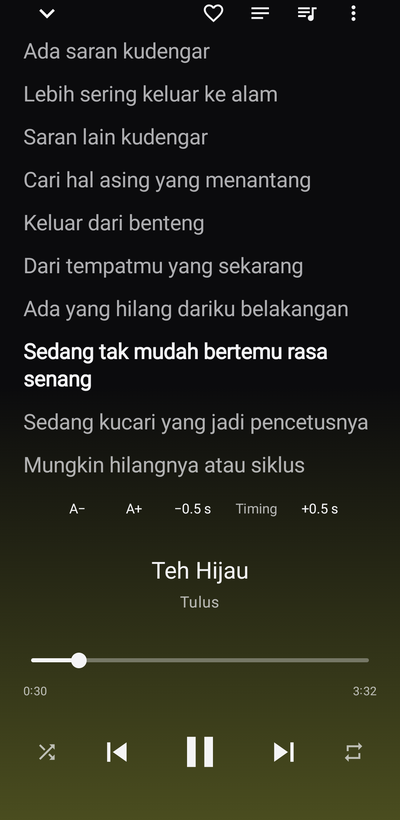 Ada saran kudengar
Lebih sering keluar ke alam
Saran lain kudengar
Cari hal asing yang menantang
Keluar dari benteng
Dari tempatmu yang sekarang
Ada yang hilang dariku belakangan
Sedang tak mudah bertemu rasa
senang
Sedang kucari yang jadi pencetusnya
Mungkin hilangnya atau siklus
A− A+ −0.5 s Timing +0.5 s
Teh Hijau
Tulus
0:30 3:32